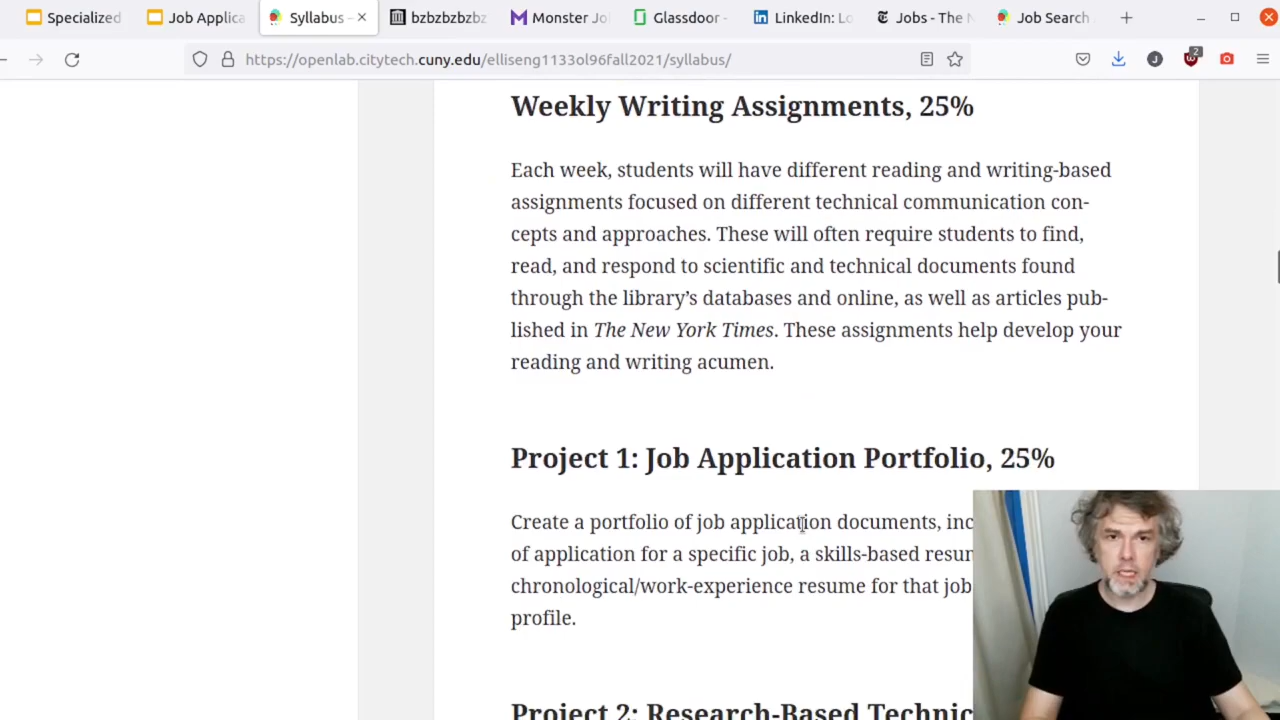 Specialized
Job Applica
Syllabus -
bzbzbzbzbz
Monster Jo
Glassdoor -
LinkedIn: Lo
Jobs - The N
Job Search
https://openlab.citytech.cuny.edu/elliseng1133ol96fall2021/syllabus/
J
2
Weekly Writing Assignments, 25%
Each week, students will have different reading and writing-based
assignments focused on different technical communication con-
cepts and approaches. These will often require students to find,
read, and respond to scientific and technical documents found
through the library’s databases and online, as well as articles pub-
lished in The New York Times. These assignments help develop your
reading and writing acumen.
Project 1: Job Application Portfolio, 25%
Create a portfolio of job application documents, inc
of application for a specific job, a skills-based resum
chronological/work-experience resume for that job
profile.
Project 2: Research-Based Technic